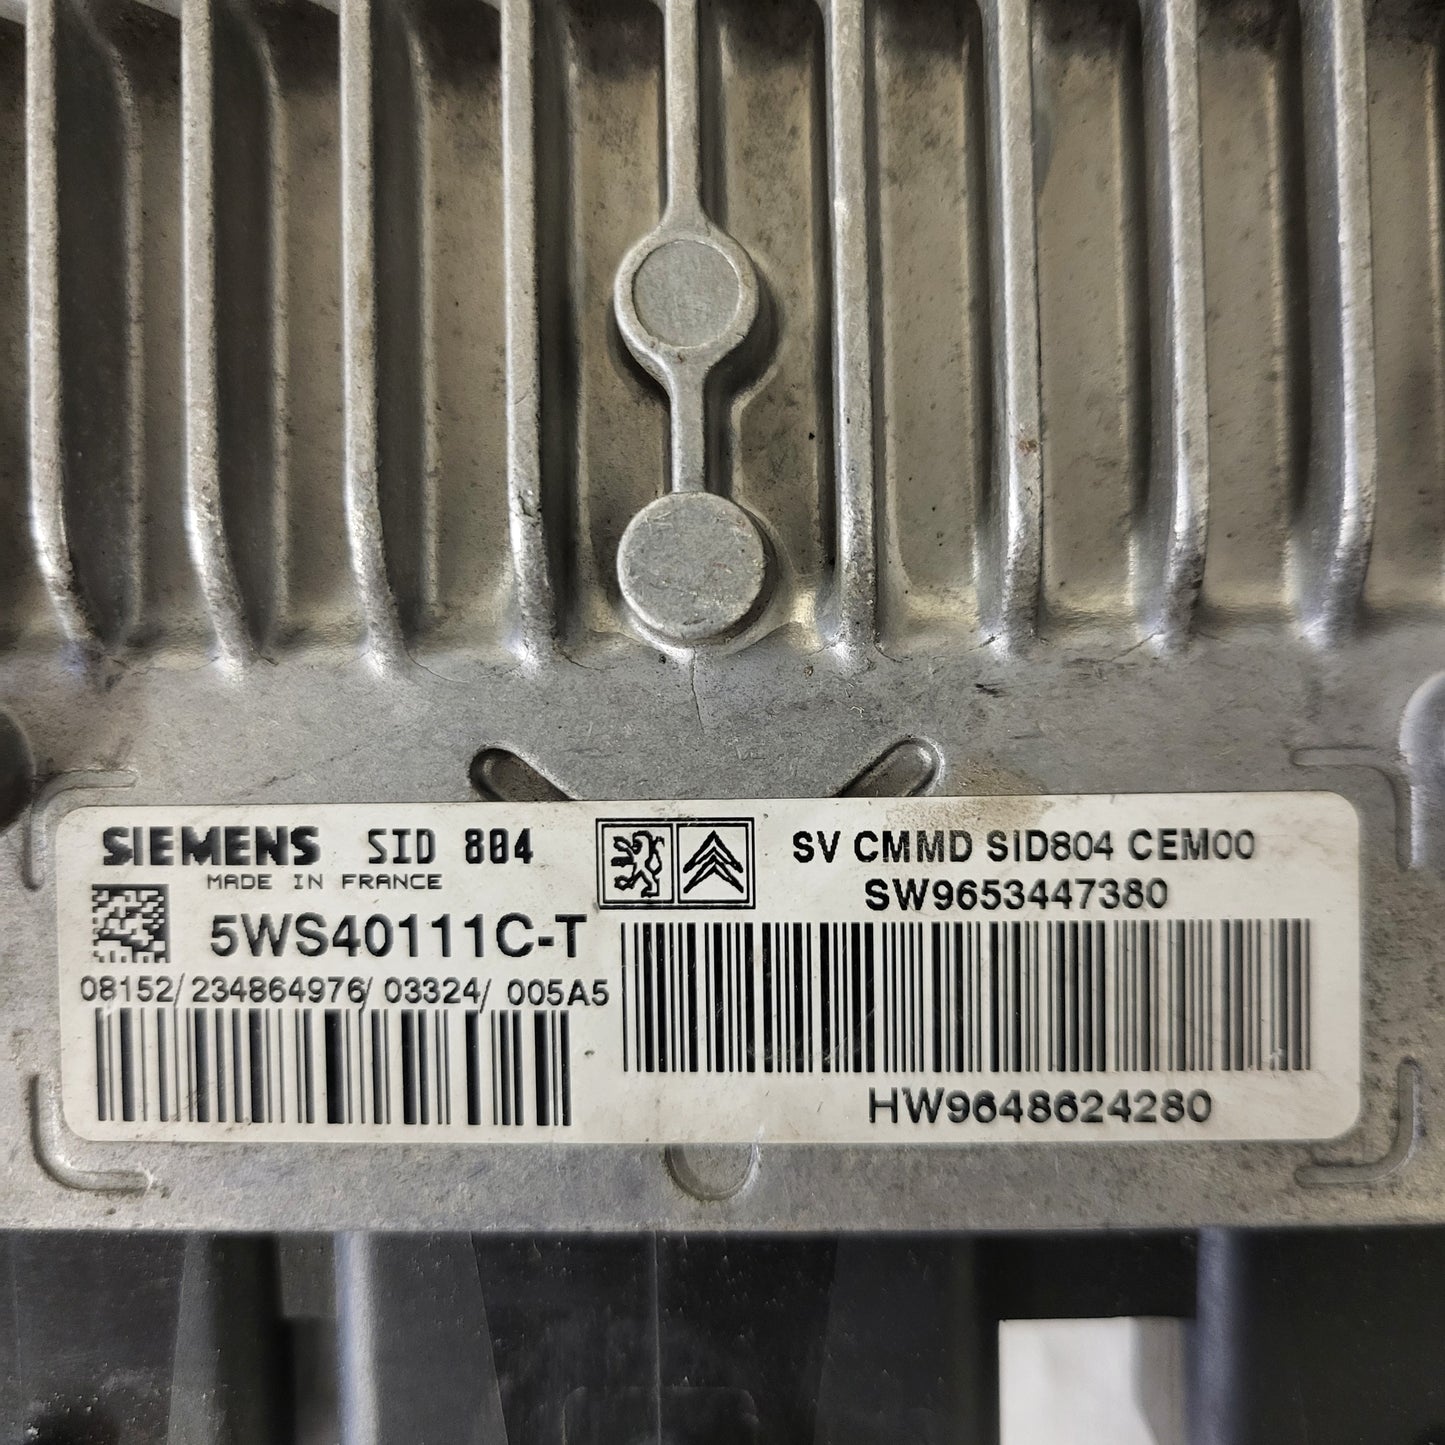 SIEMENS SID 804
MADE IN FRANCE
5WS40111C-T
08152/234864976/03324/ 005A5
SV CMMD SID804 CEM00
SW9653447380
HW9648624280